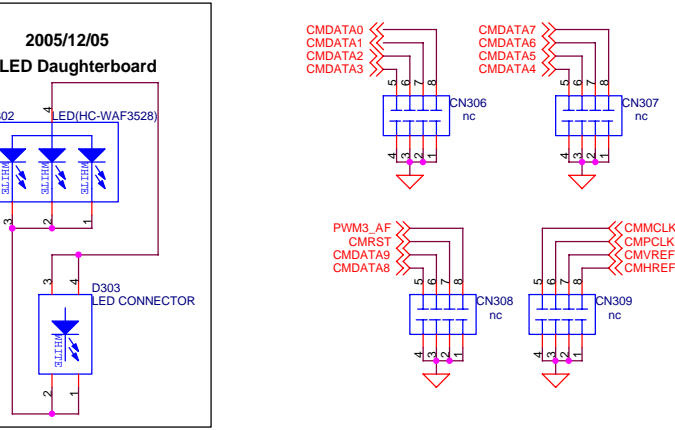 2005/12/05
LED Daughterboard
4
02
LED(HC-WAF3528)
WHITE
WHITE
WHITE
3
2
1
3
4
D303
LED CONNECTOR
WHITE
2
1
CMDATA0
CMDATA1
CMDATA2
CMDATA3
5
6
7
8
CN306
nc
4
3
2
1
CMDATA7
CMDATA6
CMDATA5
CMDATA4
5
6
7
8
CN307
nc
4
3
2
1
PWM3_AF
CMRST
CMDATA9
CMDATA8
5
6
7
8
CN308
nc
4
3
2
1
CMMCLK
CMPCLK
CMVREF
CMHREF
5
6
7
8
CN309
nc
4
3
2
1